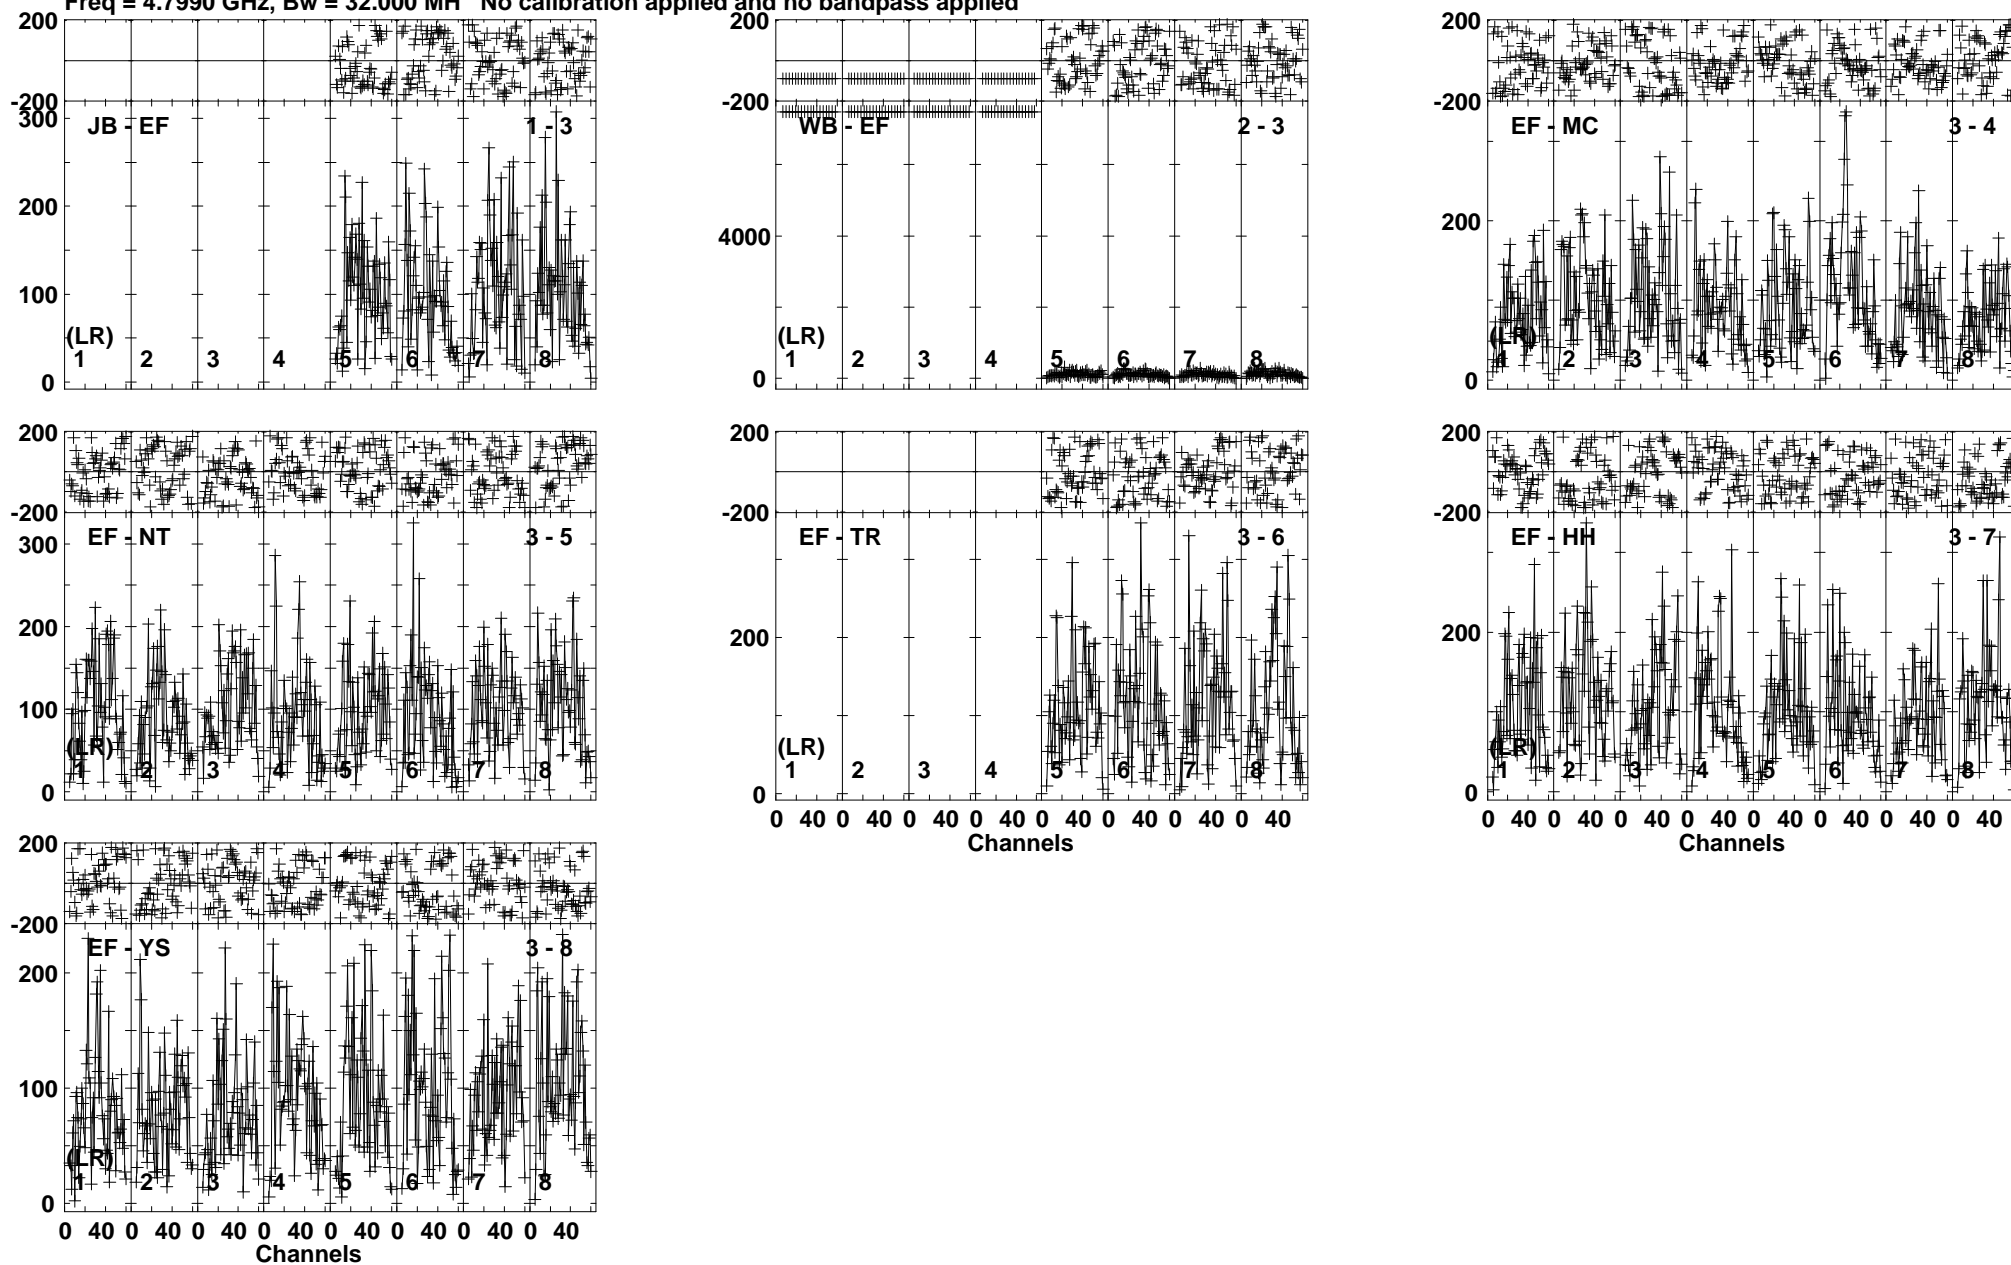 Freq = 4.7990 GHz, Bw = 32.000 MH No calibration applied and no bandpass applied
200
-200
300
200
100
0
JB - EF
1 - 3
(LR)
1 2 3 4 5 6 7 8
200
-200
4000
2000
0
WB - EF
2 - 3
(LR)
1 2 3 4 5 6 7 8
200
-200
200
0
EF - MC
3 - 4
(LR)
1 2 3 4 5 6 7 8
200
-200
300
200
100
0
EF - NT
3 - 5
(LR)
1 2 3 4 5 6 7 8
200
-200
200
0
EF - TR
3 - 6
(LR)
1 2 3 4 5 6 7 8
0 40 0 40 0 40 0 40 0 40 0 40 0 40 0 40
Channels
200
-200
200
0
EF - HH
3 - 7
(LR)
1 2 3 4 5 6 7 8
0 40 0 40 0 40 0 40 0 40 0 40 0 40 0 40
Channels
200
-200
200
100
0
EF - YS
3 - 8
(LR)
1 2 3 4 5 6 7 8
0 40 0 40 0 40 0 40 0 40 0 40 0 40 0 40
Channels